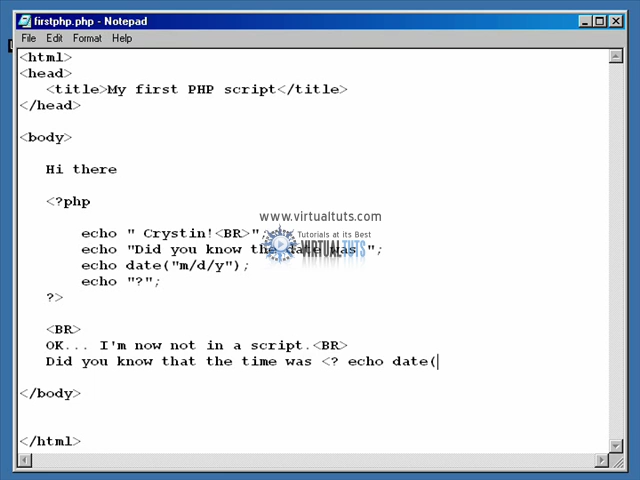 firstphp.php - Notepad
File Edit Format Help
<html>
<head>
<title>My first PHP script</title>
</head>
<body>
Hi there
<?php
www.virtualtuts.com
echo " Crystin!<BR>";
Tutorials at its Best
echo "Did you know the date was ";
VIRTUALTUTS
echo date("m/d/y");
echo "?";
?>
<BR>
OK... I'm now not in a script.<BR>
Did you know that the time was <? echo date(
</body>
</html>